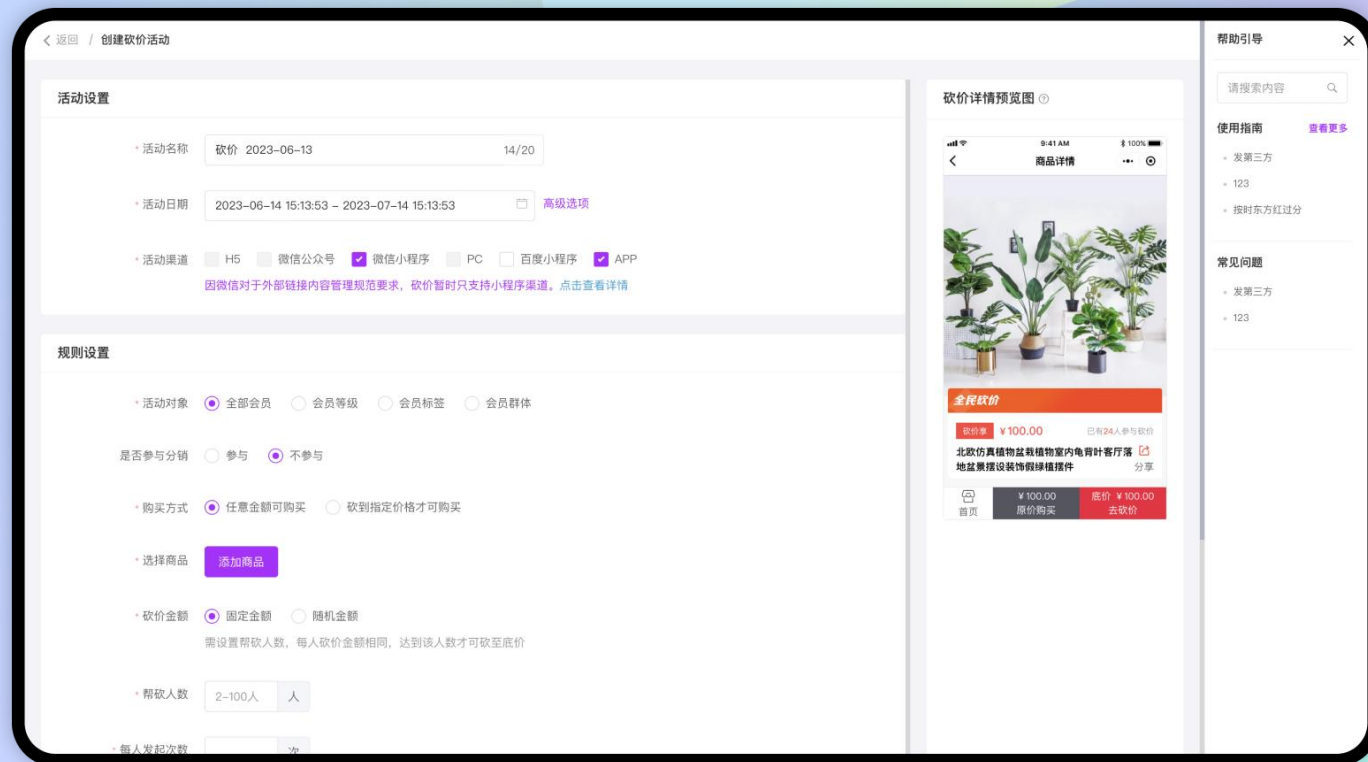 返回 / 创建砍价活动
活动设置
* 活动名称 砍价 2023-06-13 14/20
* 活动日期 2023-06-14 15:13:53 - 2023-07-14 15:13:53 高级选项
* 活动渠道 H5 微信公众号 微信小程序 PC 百度小程序 APP
因微信对于外部链接内容管理规范要求，砍价暂时只支持小程序渠道。点击查看详情
规则设置
* 活动对象 全部会员 会员等级 会员标签 会员群体
是否参与分销 参与 不参与
* 购买方式 任意金额可购买 砍到指定价格才可购买
* 选择商品 添加商品
* 砍价金额 固定金额 随机金额
需设置帮砍人数，每人砍价金额相同，达到该人数才可砍至底价
* 帮砍人数 2-100人 人
* 每人发起次数 次
砍价详情预览图
9:41 AM 100%
商品详情
全民砍价
砍价享 ¥100.00 已有24人参与砍价
北欧仿真植物盆栽植物室内龟背叶客厅落
地盆景摆设装饰假绿植摆件 分享
首页
¥100.00
原价购买
底价 ¥100.00
去砍价
帮助引导
请搜索内容
使用指南 查看更多
发第三方
123
按时东方红过分
常见问题
发第三方
123